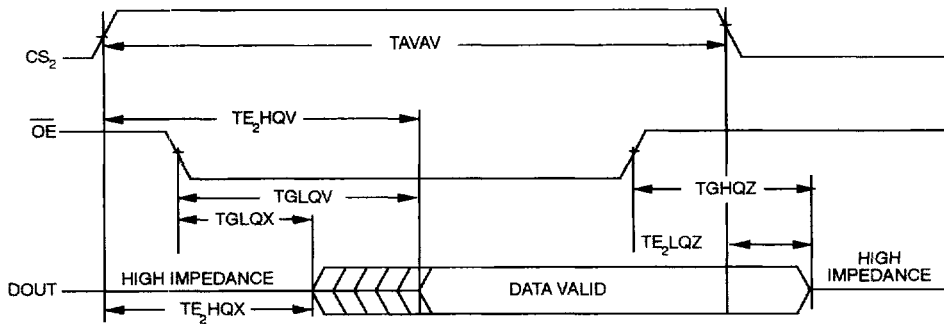 TAVAV
CS₂
TE₂HQV
OE
TGLQV
TGHQZ
TGLQX
TE₂LQZ
HIGH IMPEDANCE
HIGH
IMPEDANCE
DOUT
DATA VALID
TE₂HQX